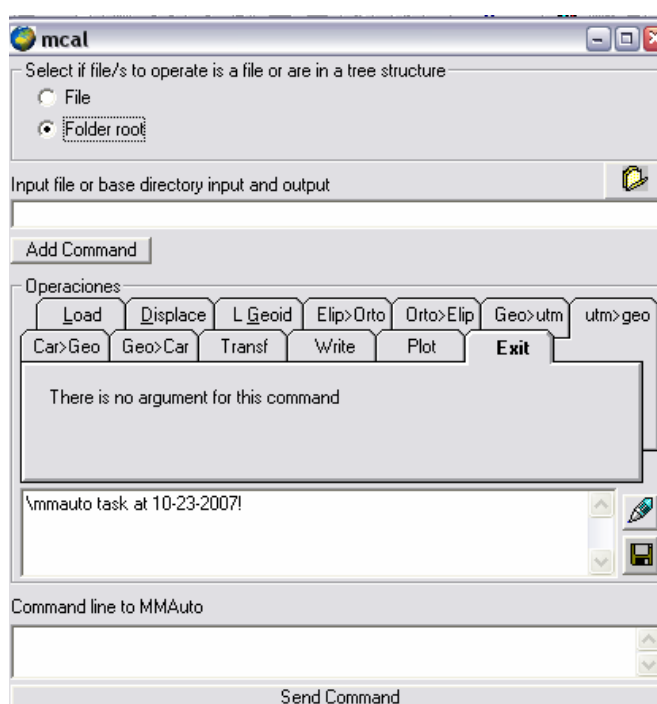 mcal
Select if file/s to operate is a file or are in a tree structure
File
Folder root
Input file or base directory input and output
Add Command
Operaciones
Load Displace L Geoid Elip>Orto Orto>Elip Geo>utm utm>geo
Car>Geo Geo>Car Transf Write Plot Exit
There is no argument for this command
\mmauto task at 10-23-2007!
Command line to MMAuto
Send Command